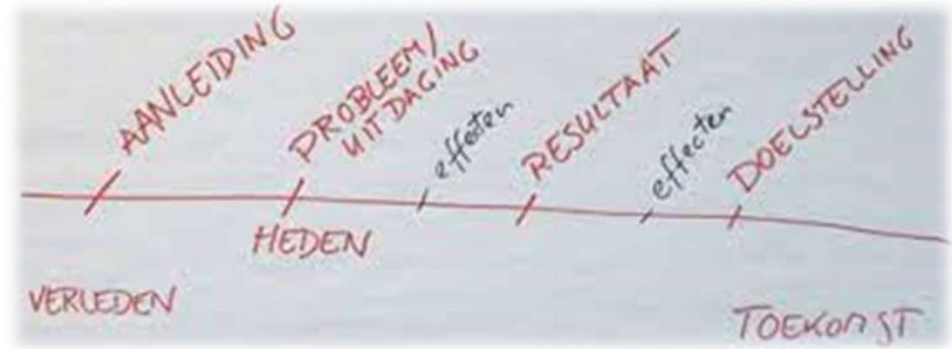 AANLEIDING
PROBLEEM/
UITDAGING
effecten
RESULTAAT
effecten
DOELSTELLING
HEDEN
VERLEDEN
TOEKOMST